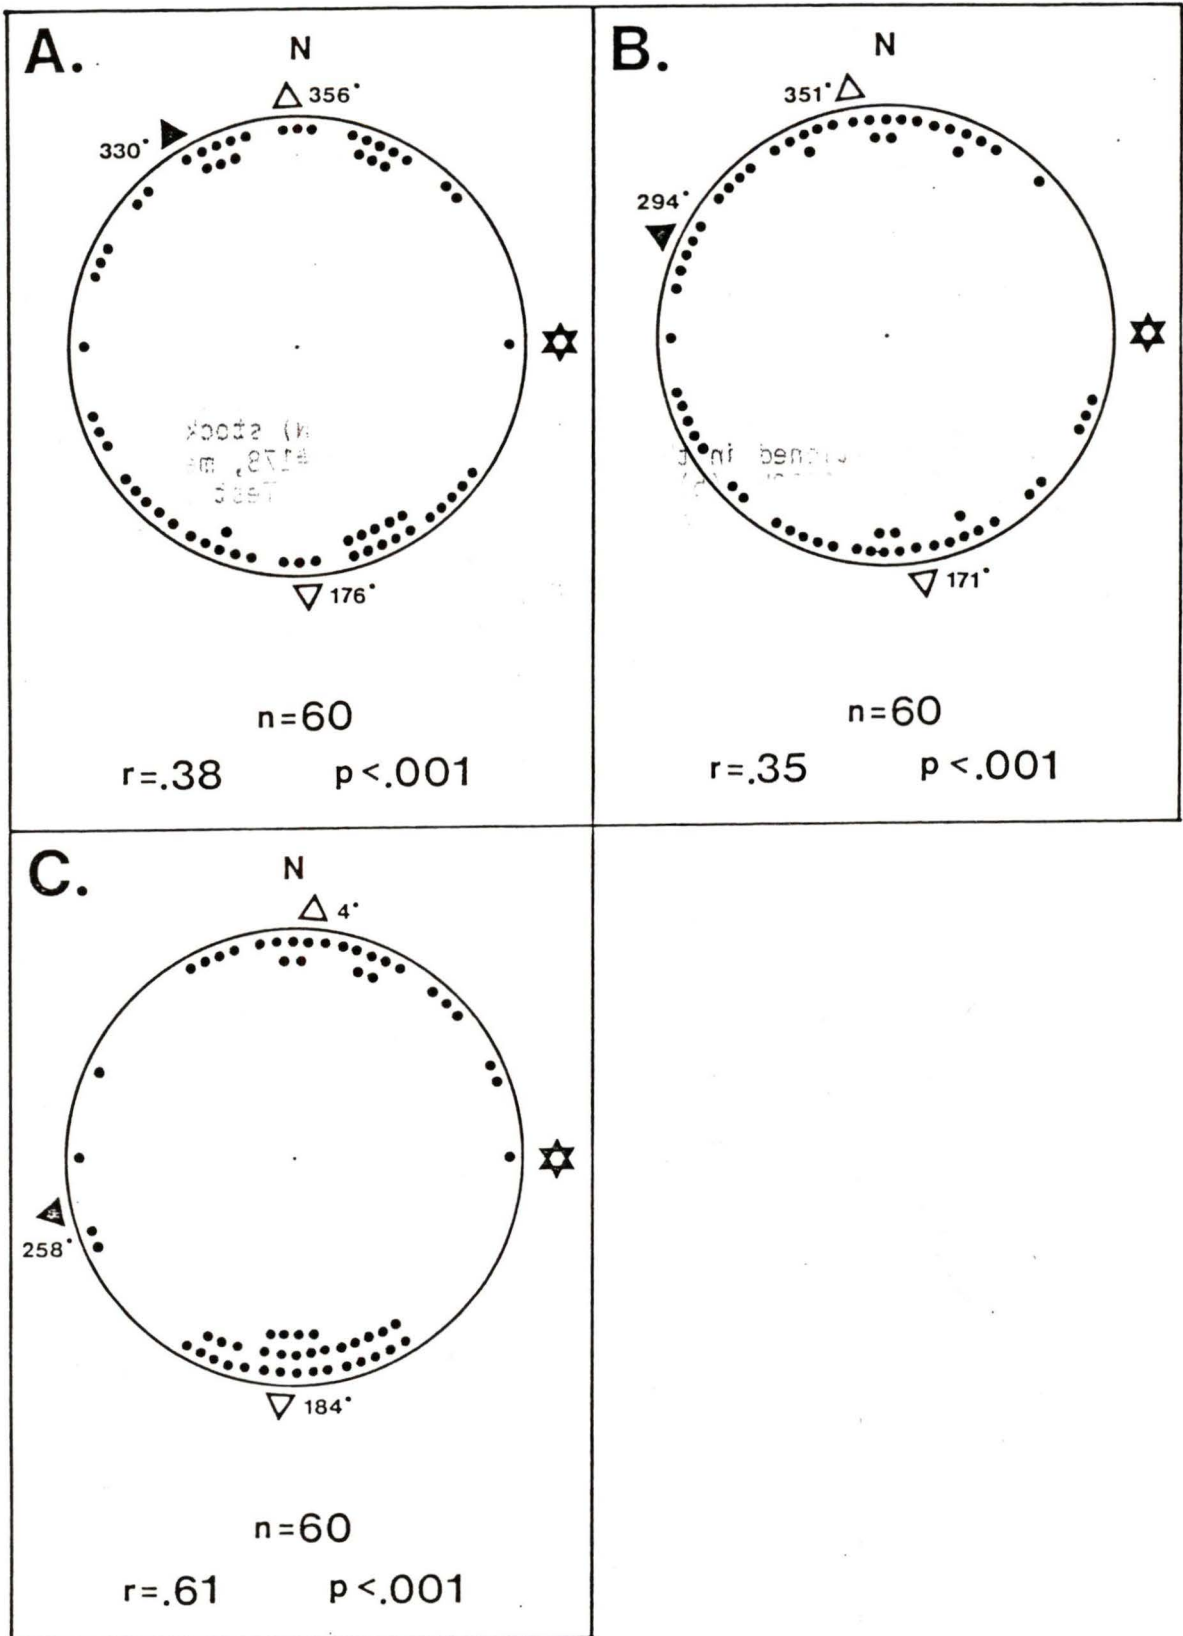 A.
N
356°
330°
176°
n=60
r=.38 p<.001
B.
N
351°
294°
171°
n=60
r=.35 p<.001
C.
N
4°
258°
184°
n=60
r=.61 p<.001